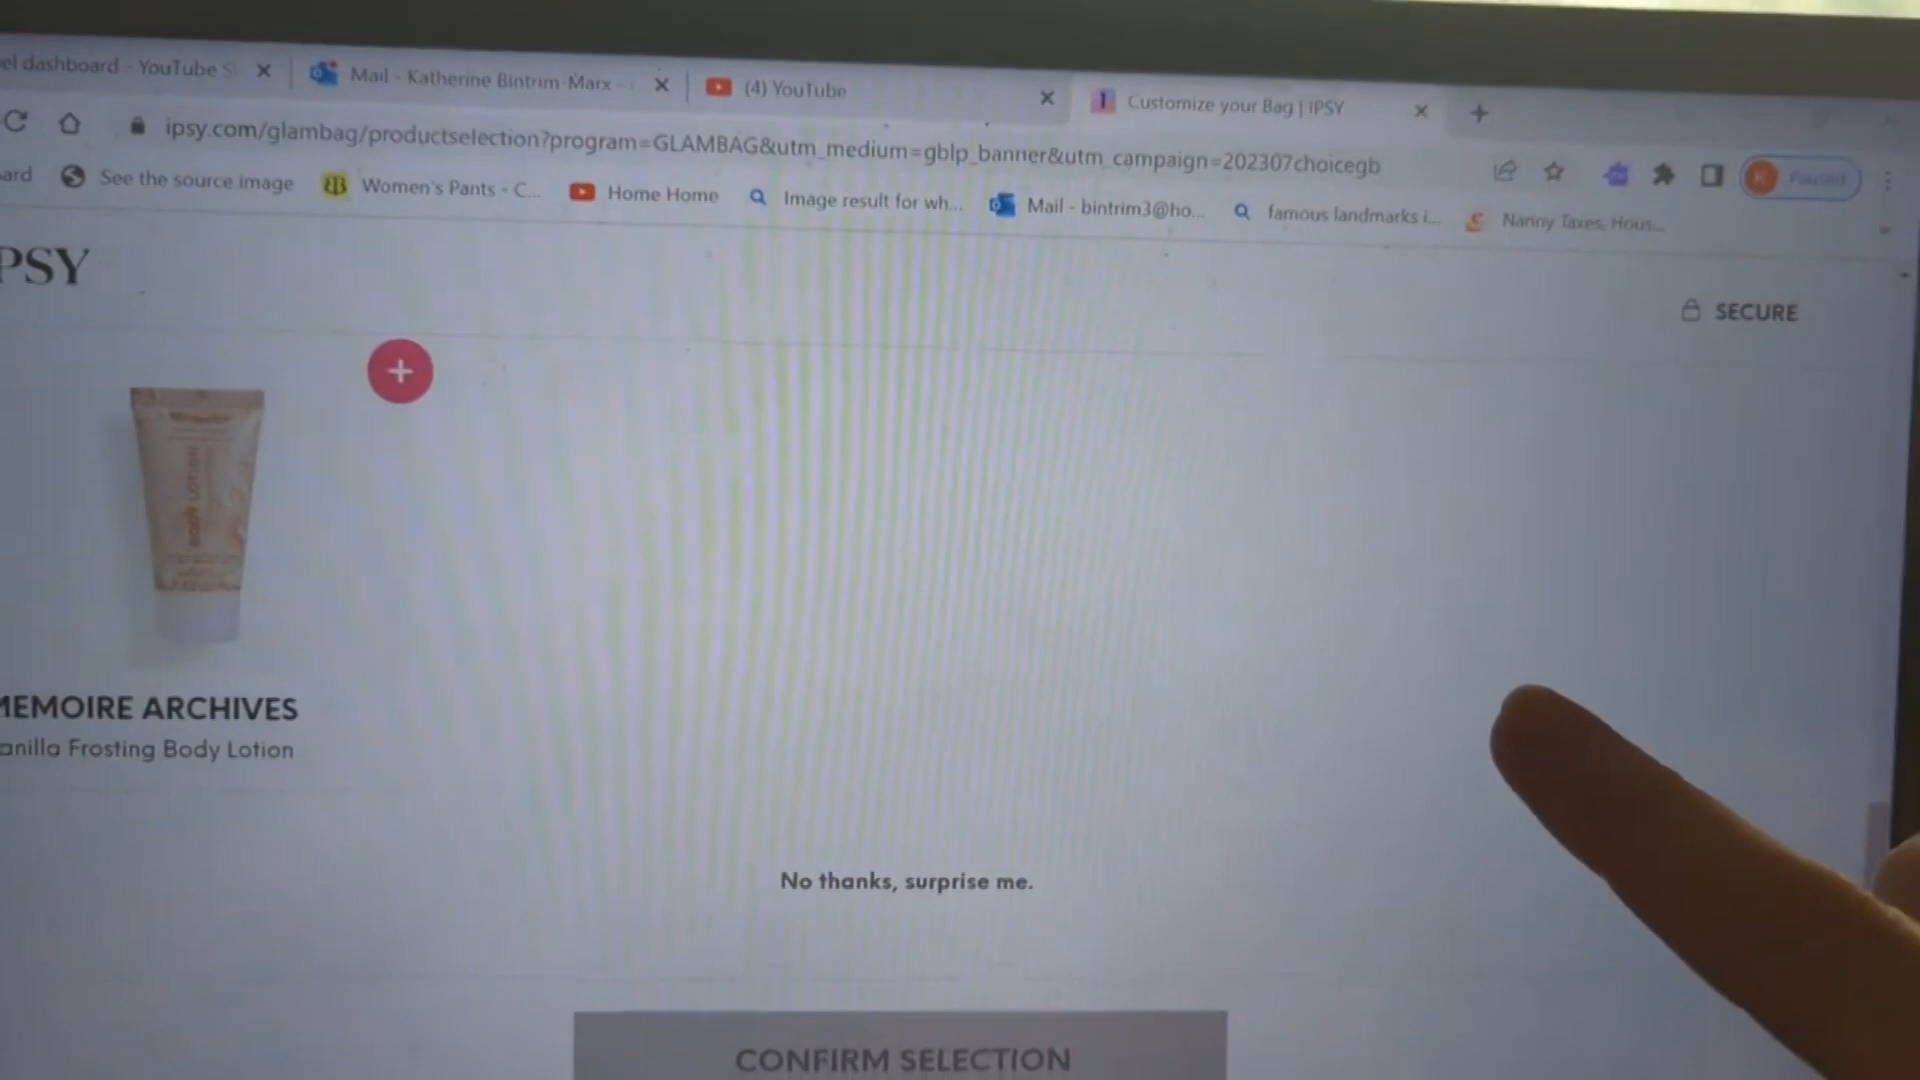 el dashboard - YouTube S
Mail - Katherine Bintrim-Marx -
(4) YouTube
Customize your Bag | IPSY
ipsy.com/glambag/productselection?program=GLAMBAG&utm_medium=gblp_banner&utm_campaign=202307choicegb
Paused
ard
See the source image
Women's Pants - C...
Home Home
Image result for wh...
Mail - bintrim3@ho...
famous landmarks i...
Nanny Taxes, Hous...
PSY
SECURE
BODY LOTION
MEMOIRE ARCHIVES
anilla Frosting Body Lotion
No thanks, surprise me.
CONFIRM SELECTION